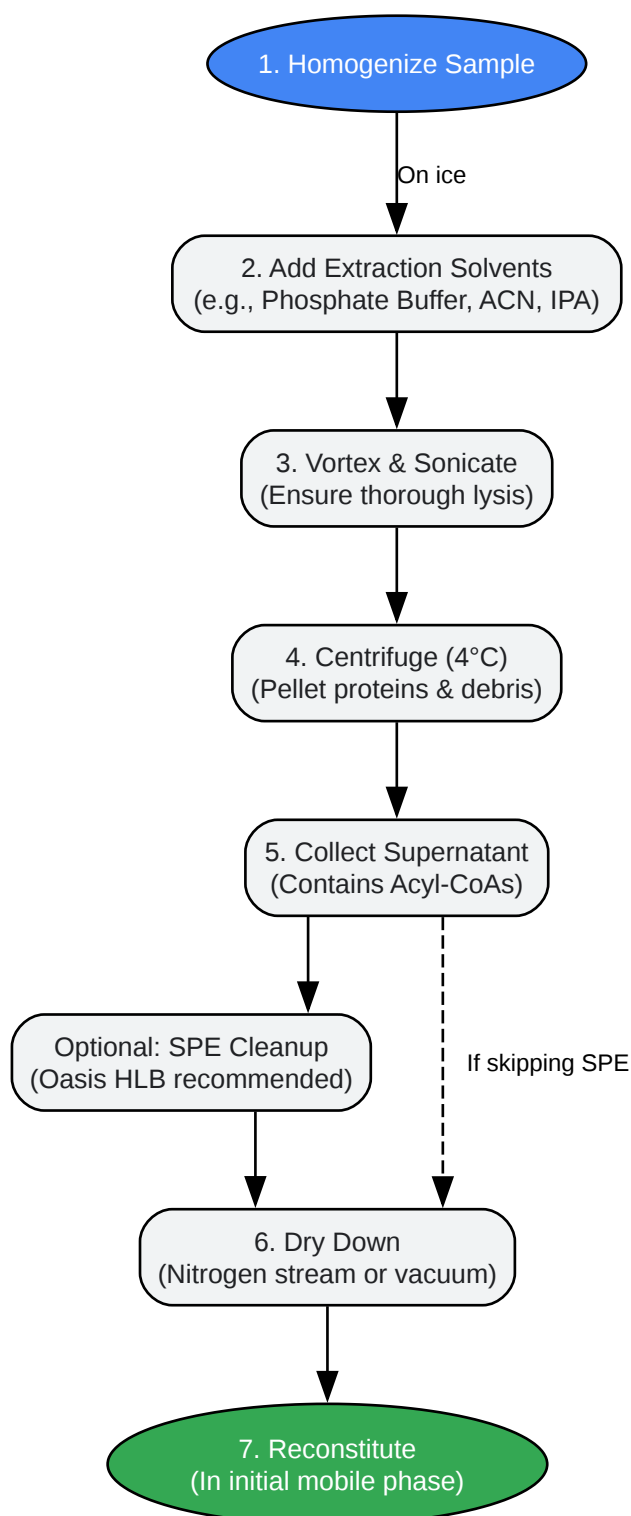 1. Homogenize Sample
On ice
2. Add Extraction Solvents
(e.g., Phosphate Buffer, ACN, IPA)
3. Vortex & Sonicate
(Ensure thorough lysis)
4. Centrifuge (4°C)
(Pellet proteins & debris)
5. Collect Supernatant
(Contains Acyl-CoAs)
Optional: SPE Cleanup
(Oasis HLB recommended)
If skipping SPE
6. Dry Down
(Nitrogen stream or vacuum)
7. Reconstitute
(In initial mobile phase)